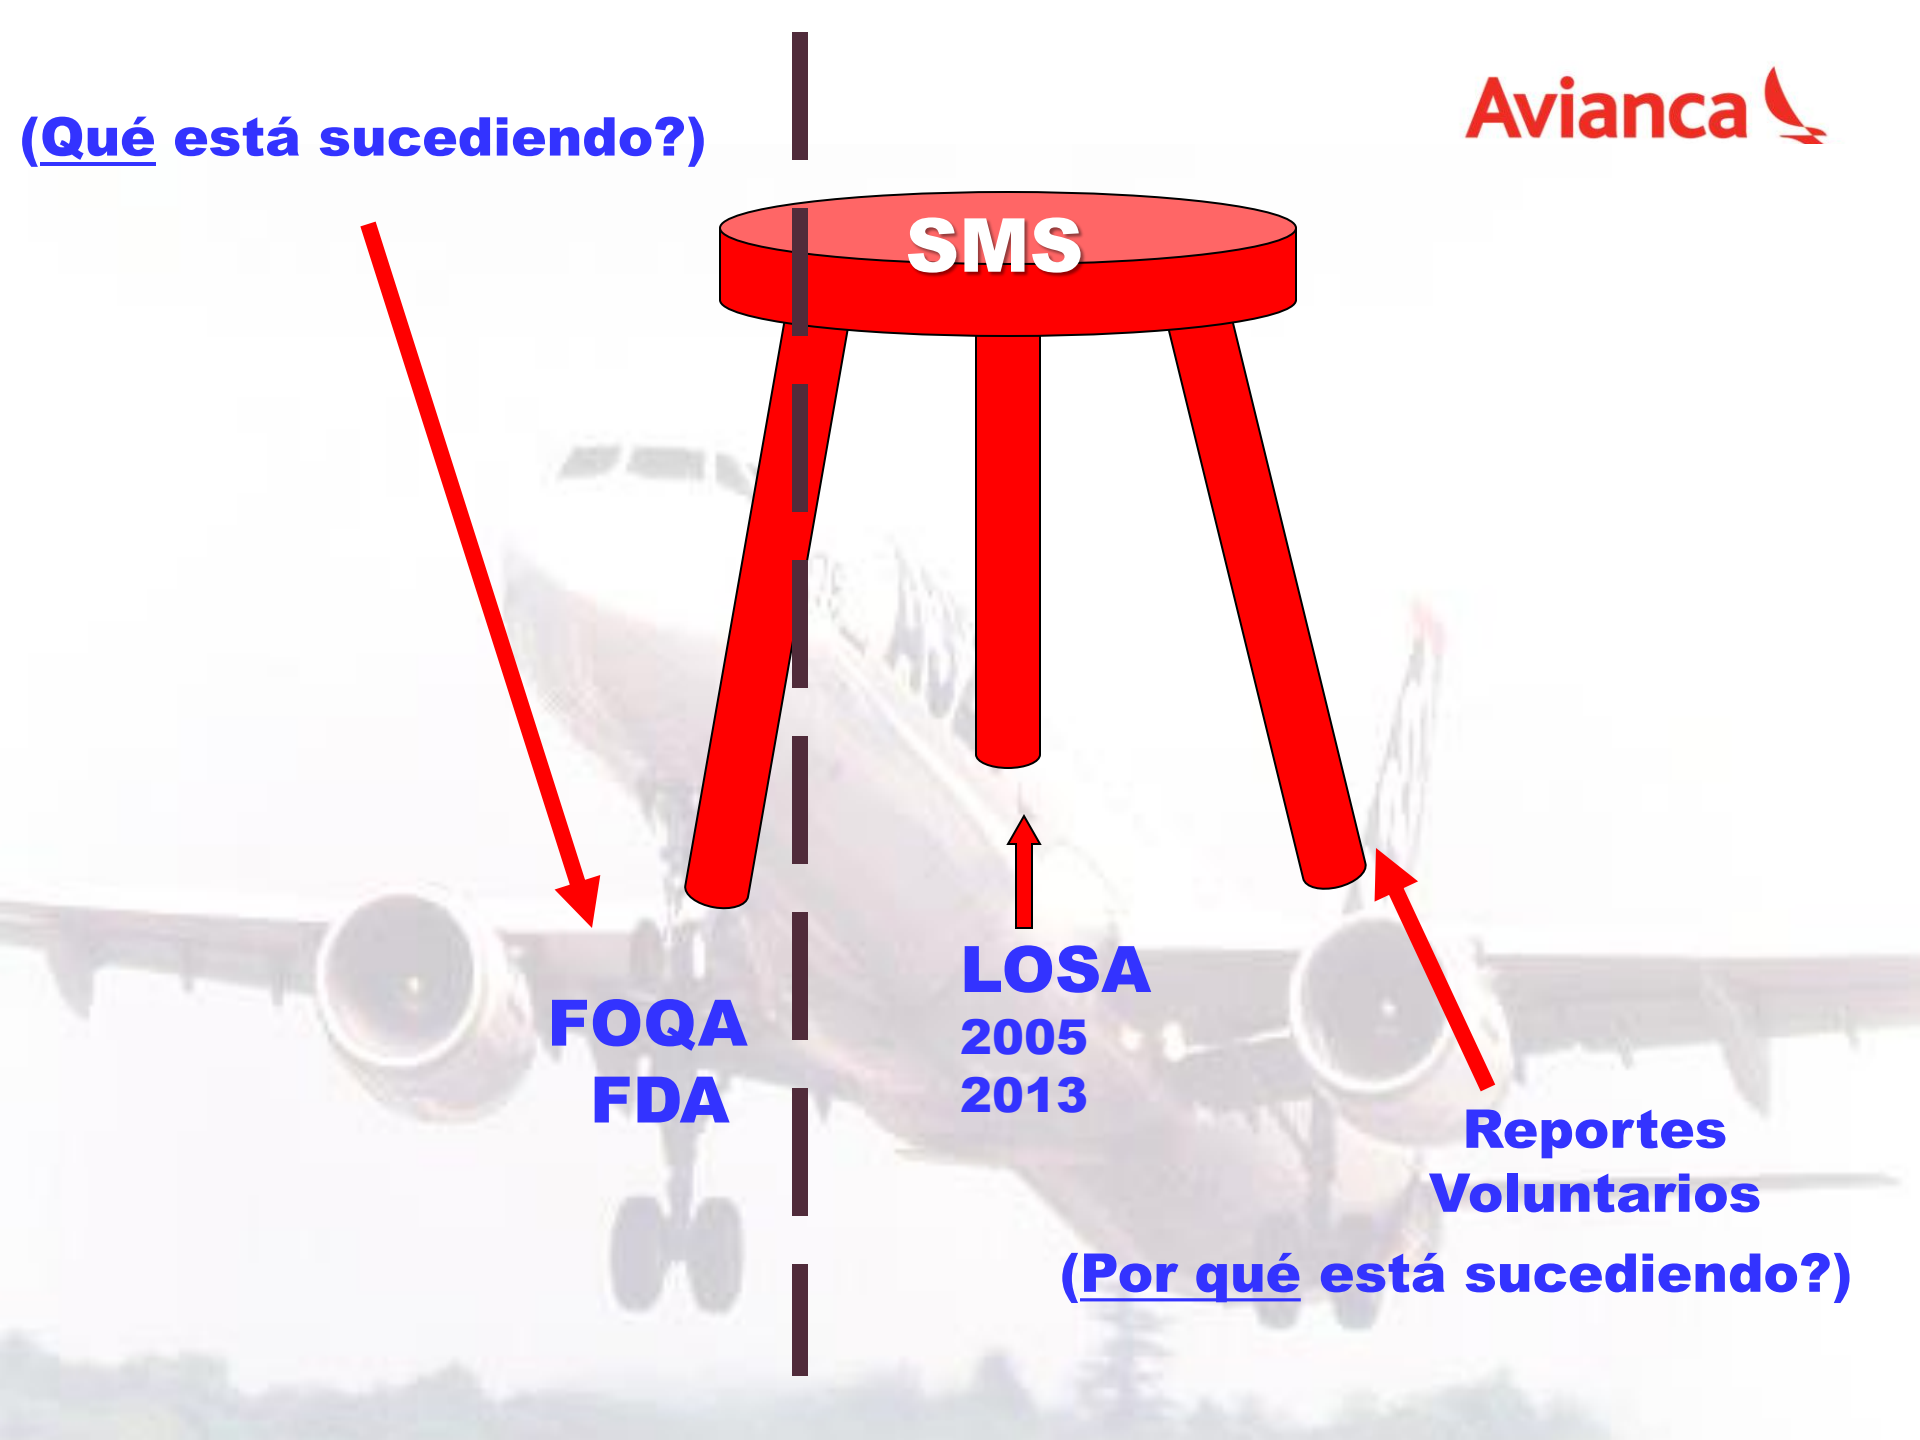 (Qué está sucediendo?)
Avianca
SMS
FOQA
FDA
LOSA
2005
2013
Reportes
Voluntarios
(Por qué está sucediendo?)